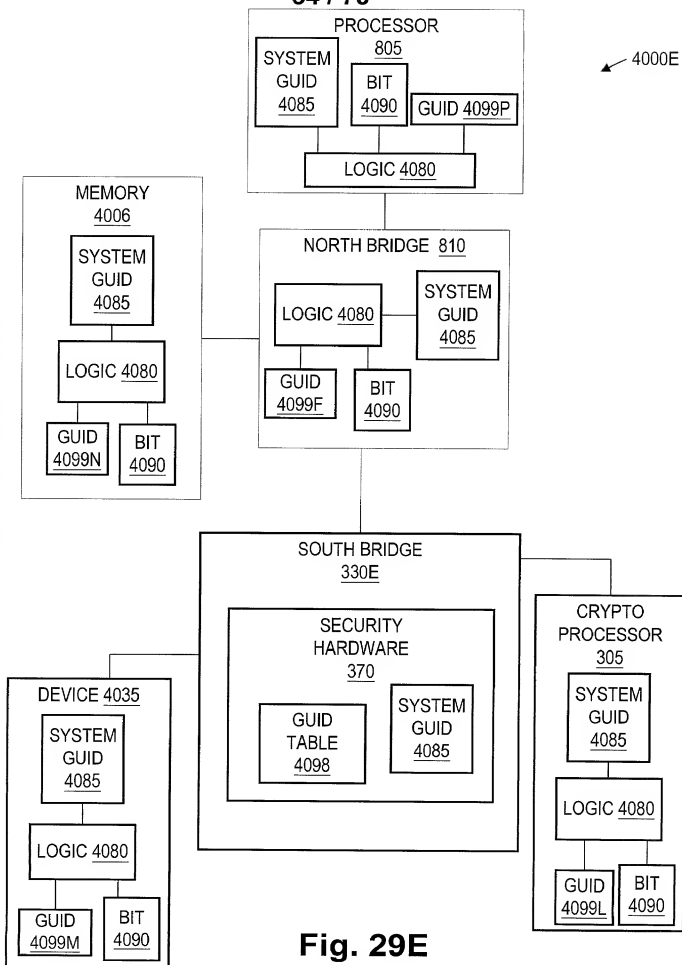 PROCESSOR
805
SYSTEM
GUID
4085
BIT
4090
GUID 4099P
LOGIC 4080
4000E
MEMORY
4006
SYSTEM
GUID
4085
LOGIC 4080
GUID
4099N
BIT
4090
NORTH BRIDGE 810
LOGIC 4080
SYSTEM
GUID
4085
GUID
4099F
BIT
4090
SOUTH BRIDGE
330E
SECURITY
HARDWARE
370
GUID
TABLE
4098
SYSTEM
GUID
4085
CRYPTO
PROCESSOR
305
SYSTEM
GUID
4085
LOGIC 4080
GUID
4099L
BIT
4090
DEVICE 4035
SYSTEM
GUID
4085
LOGIC 4080
GUID
4099M
BIT
4090
Fig. 29E